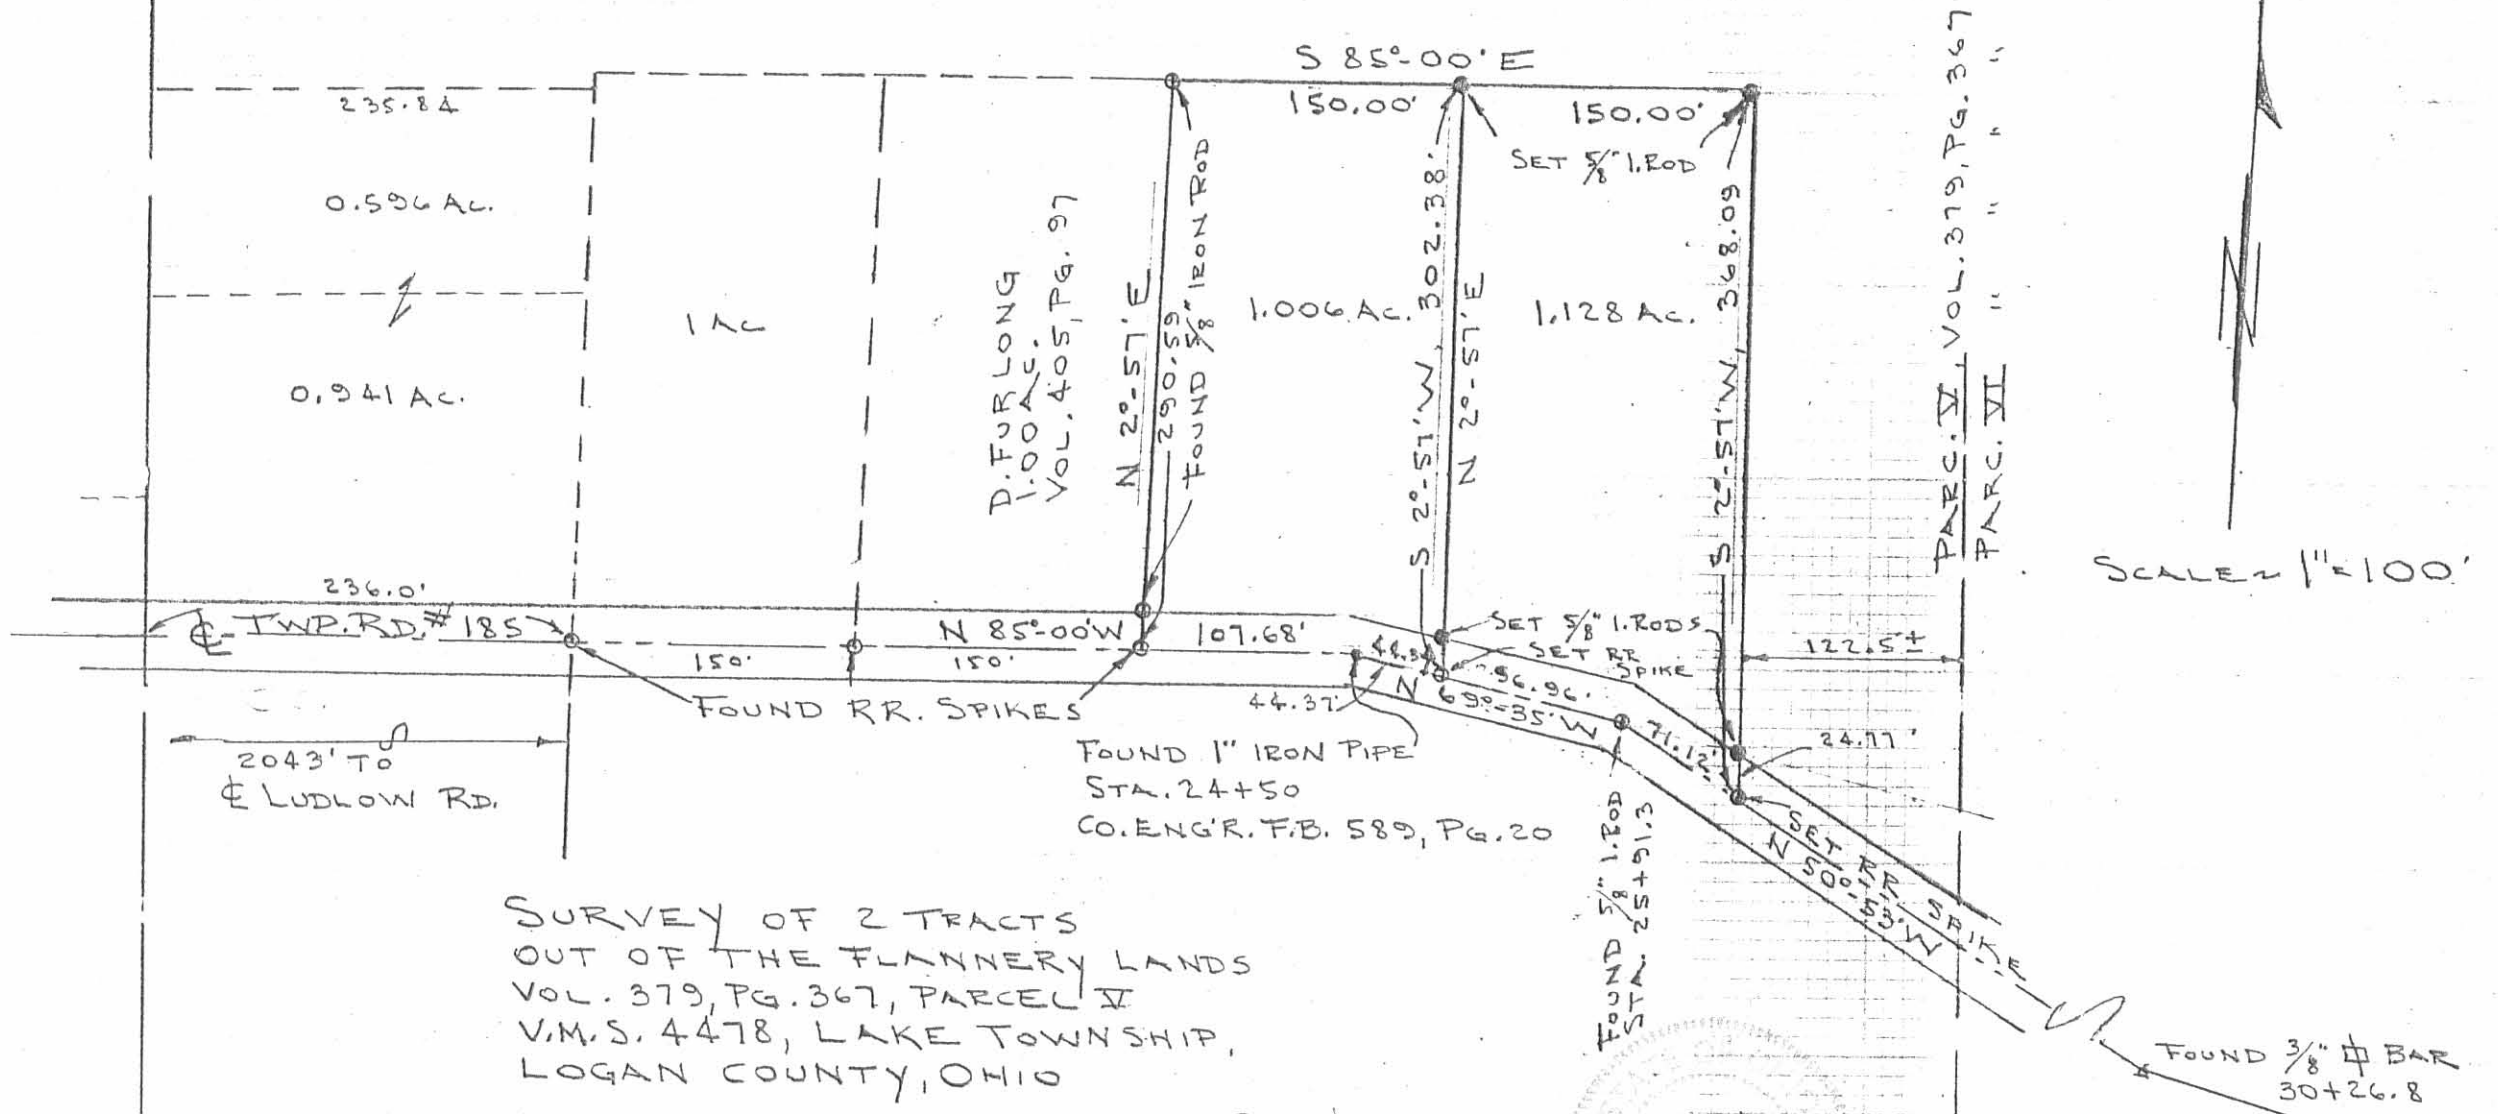 S 85°-00' E
150.00'
150.00'
SET 5/8" I.ROD
235.84
0.596 AC.
0.941 AC.
1 AC
D. FURLONG
1.00 AC.
VOL. 405, PG. 97
N 2°-57' E
290.59
FOUND 5/8" IRON ROD
1.006 AC.
S 2°-57' W, 302.38'
N 2°-57' E
1.128 AC.
S 2°-57' W, 368.09
PARC. V, VOL. 379, PG. 367
PARC. VI " " " "
N
SCALE ~ 1"=100'
236.0'
℄ TWP. RD. # 185
N 85°-00' W
107.68'
150'
150'
SET 5/8" I.RODS
SET RR
SPIKE
44.3
96.96'
122.5±
FOUND RR. SPIKES
44.37'
N 69°-35' W
71.12'
24.77'
2043' TO
℄ LUDLOW RD.
FOUND 1" IRON PIPE
STA. 24+50
CO. ENG'R. F.B. 589, PG. 20
FOUND 5/8" I.ROD
STA. 25+91.3
SET RR SPIKE
N 50°-53' W
SURVEY OF 2 TRACTS
OUT OF THE FLANNERY LANDS
VOL. 379, PG. 367, PARCEL V
V.M.S. 4478, LAKE TOWNSHIP,
LOGAN COUNTY, OHIO
FOUND 3/8" ⌽ BAR
30+26.8